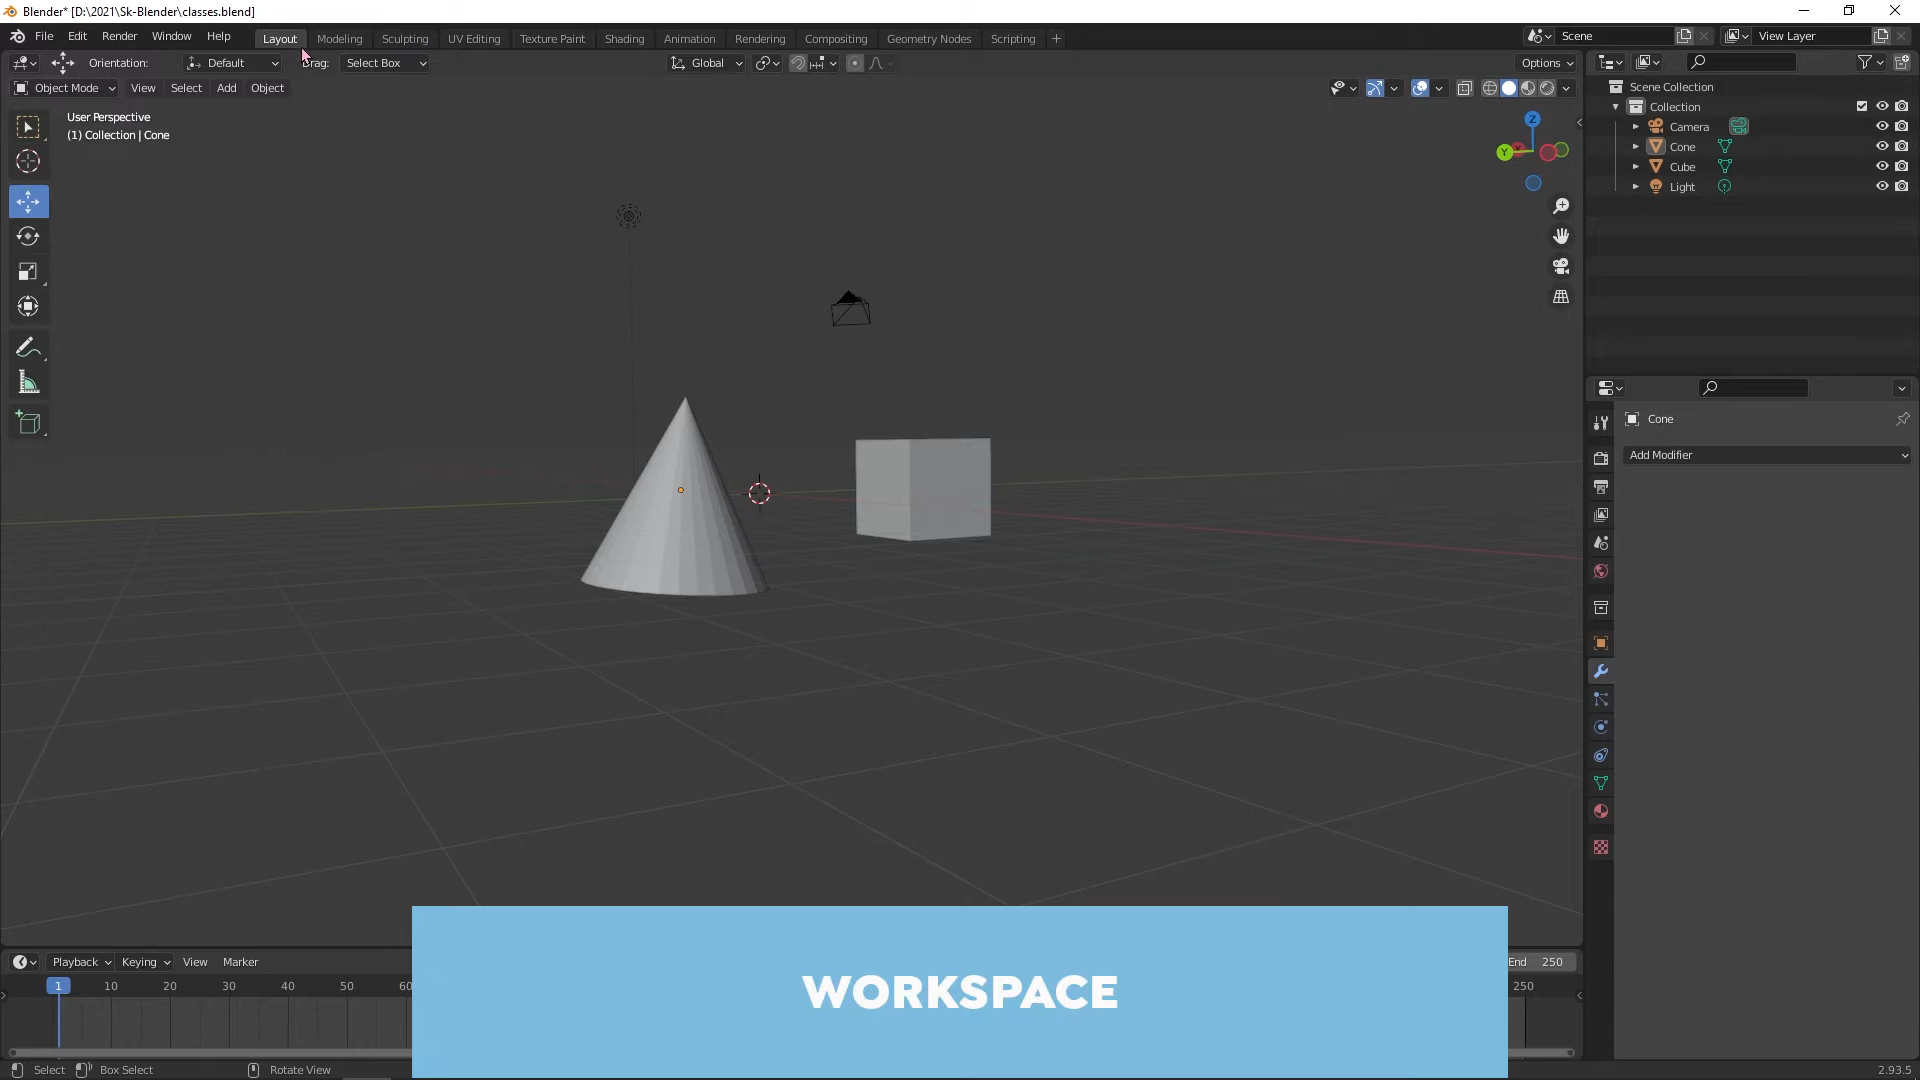 Blender* [D:\2021\Sk-Blender\classes.blend]
File Edit Render Window Help Layout Modeling Sculpting UV Editing Texture Paint Shading Animation Rendering Compositing Geometry Nodes Scripting + Scene View Layer
Orientation: Default Drag: Select Box Global Options
Object Mode View Select Add Object
User Perspective
(1) Collection | Cone
Z
Y
Scene Collection
Collection
Camera
Cone
Cube
Light
Cone
Add Modifier
Playback Keying View Marker End 250
1 10 20 30 40 50 60 250
WORKSPACE
Select Box Select Rotate View 2.93.5